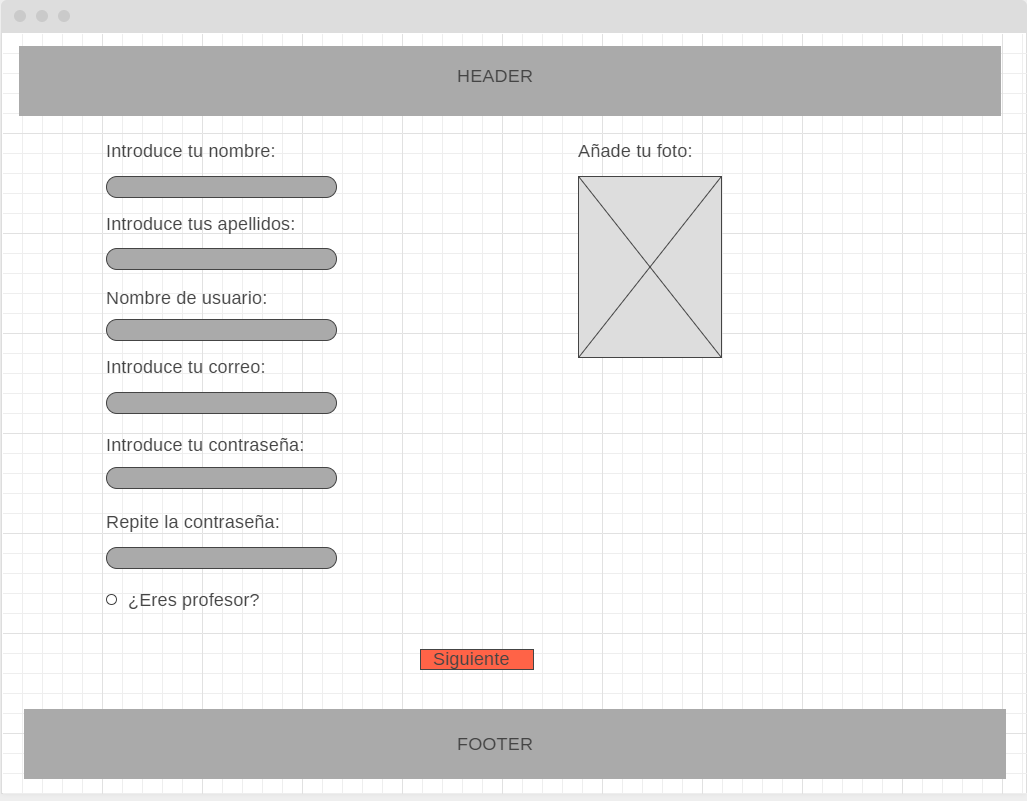 HEADER
Introduce tu nombre:
Añade tu foto:
Introduce tus apellidos:
Nombre de usuario:
Introduce tu correo:
Introduce tu contraseña:
Repite la contraseña:
¿Eres profesor?
Siguiente
FOOTER